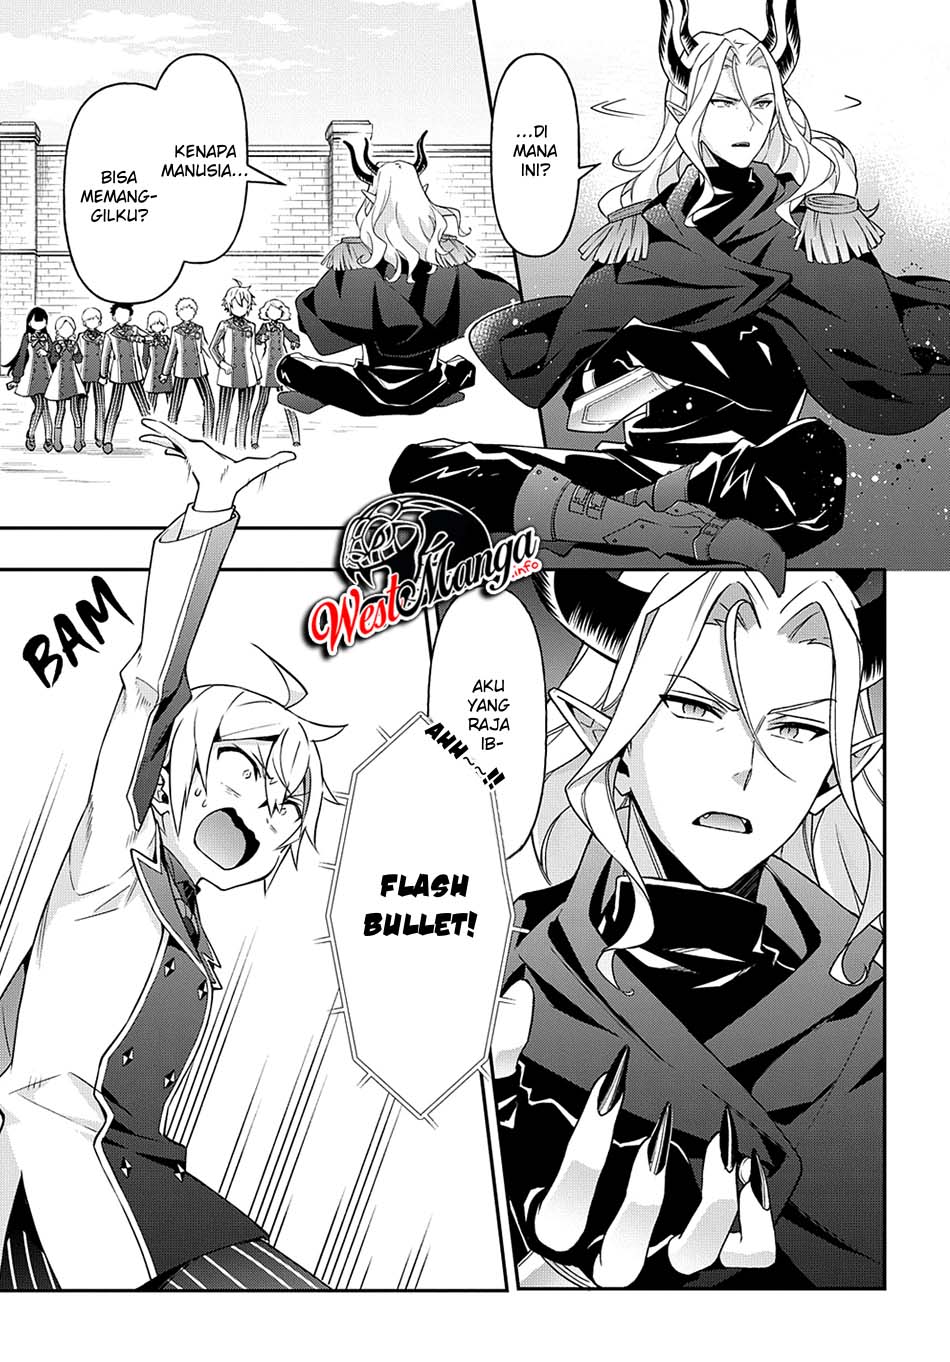 ...DI
MANA
INI?
KENAPA
MANUSIA...
BISA
MEMANG-
GILKU?
WestManga
.info
AKU
YANG
RAJA
IB-
AHH~~!!
BAM
FLASH
BULLET!